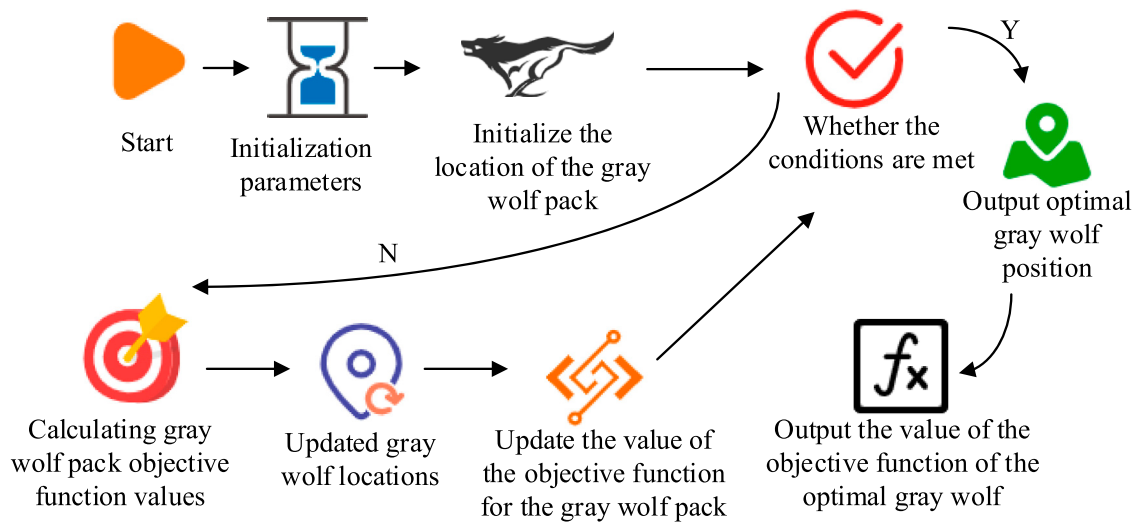 Start
Initialization
parameters
Initialize the
location of the gray
wolf pack
Whether the
conditions are met
Y
Output optimal
gray wolf
position
N
Calculating gray
wolf pack objective
function values
Updated gray
wolf locations
Update the value of
the objective function
for the gray wolf pack
fx
Output the value of the
objective function of the
optimal gray wolf